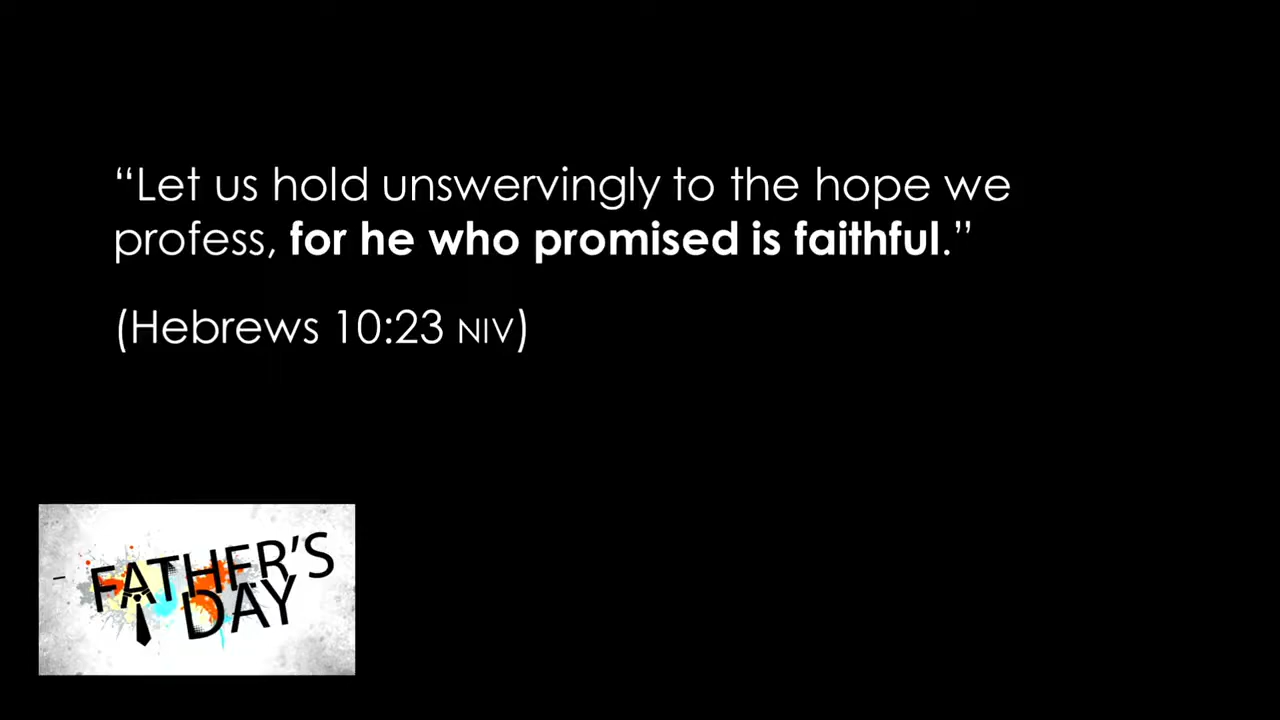 “Let us hold unswervingly to the hope we
profess, for he who promised is faithful.”
(Hebrews 10:23 NIV)
FATHER’S
DAY